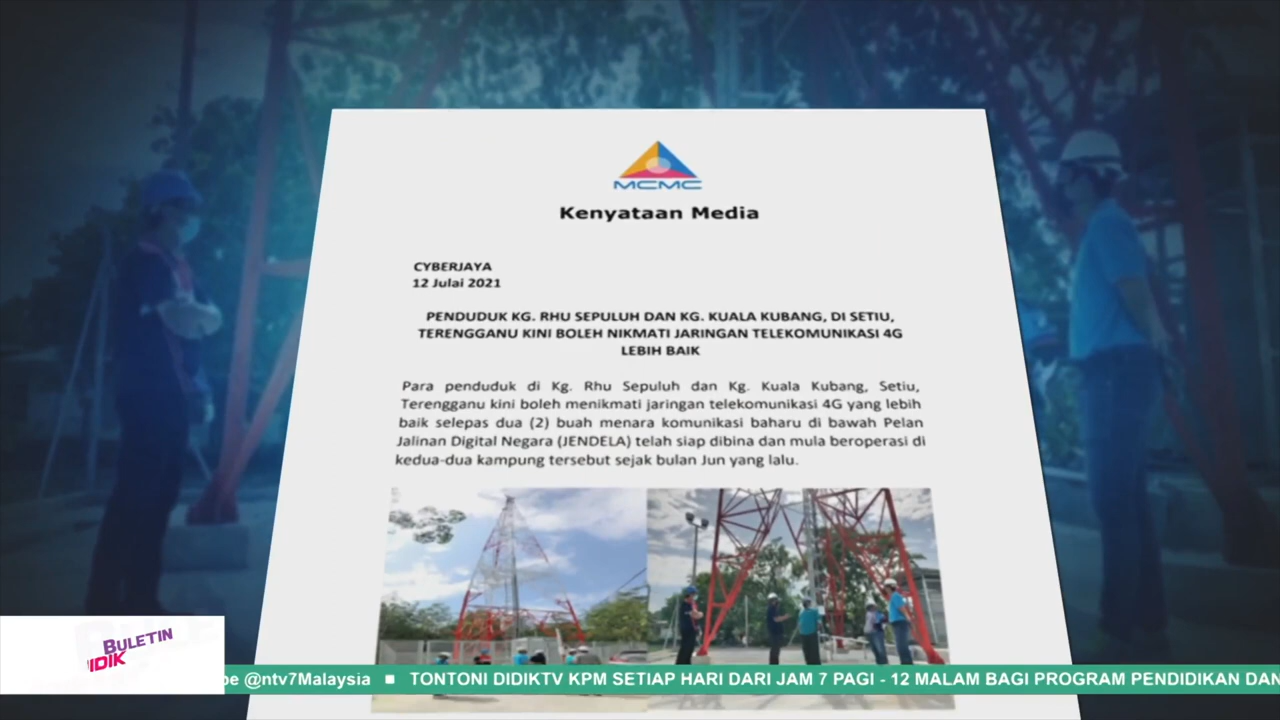 MCMC
Kenyataan Media
CYBERJAYA
12 Julai 2021
PENDUDUK KG. RHU SEPULUH DAN KG. KUALA KUBANG, DI SETIU,
TERENGGANU KINI BOLEH NIKMATI JARINGAN TELEKOMUNIKASI 4G
LEBIH BAIK
Para penduduk di Kg. Rhu Sepuluh dan Kg. Kuala Kubang, Setiu,
Terengganu kini boleh menikmati jaringan telekomunikasi 4G yang lebih
baik selepas dua (2) buah menara komunikasi baharu di bawah Pelan
Jalinan Digital Negara (JENDELA) telah siap dibina dan mula beroperasi di
kedua-dua kampung tersebut sejak bulan Jun yang lalu.
BULETIN
IDIK
be @ntv7Malaysia ■ TONTONI DIDIKTV KPM SETIAP HARI DARI JAM 7 PAGI - 12 MALAM BAGI PROGRAM PENDIDIKAN DAN